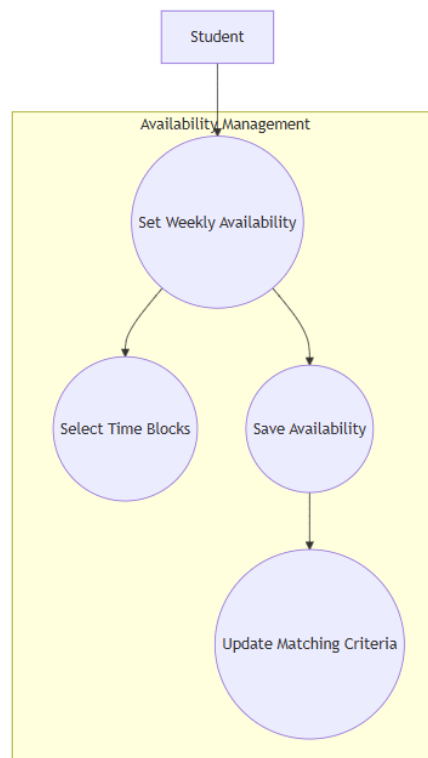 Student
Availability Management
Set Weekly Availability
Select Time Blocks
Save Availability
Update Matching Criteria